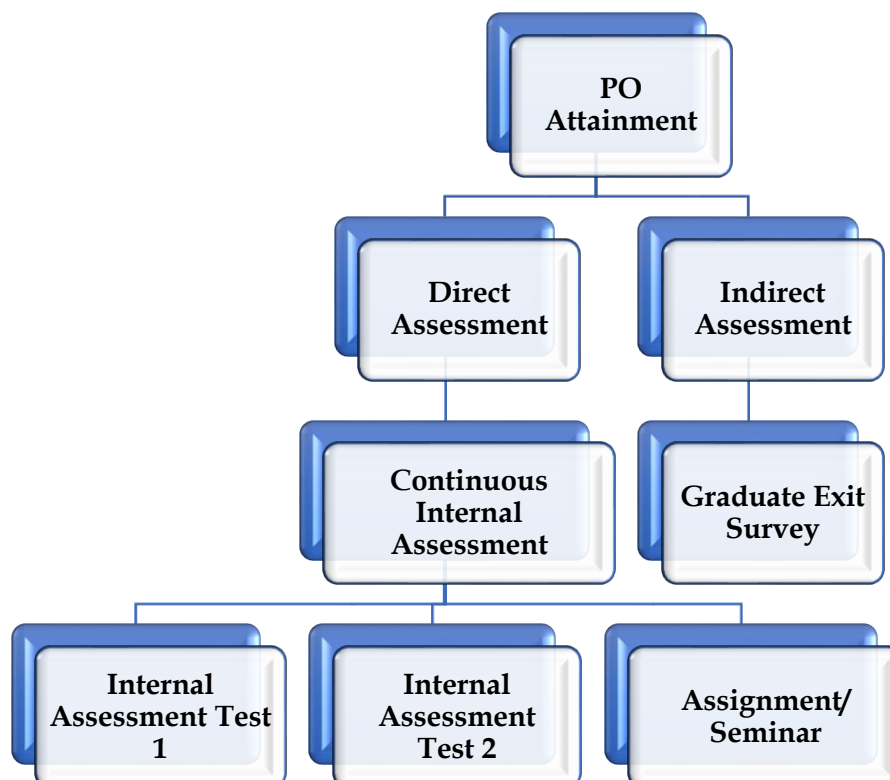 PO
Attainment
Direct
Assessment
Indirect
Assessment
Continuous
Internal
Assessment
Graduate Exit
Survey
Internal
Assessment Test
1
Internal
Assessment
Test 2
Assignment/
Seminar